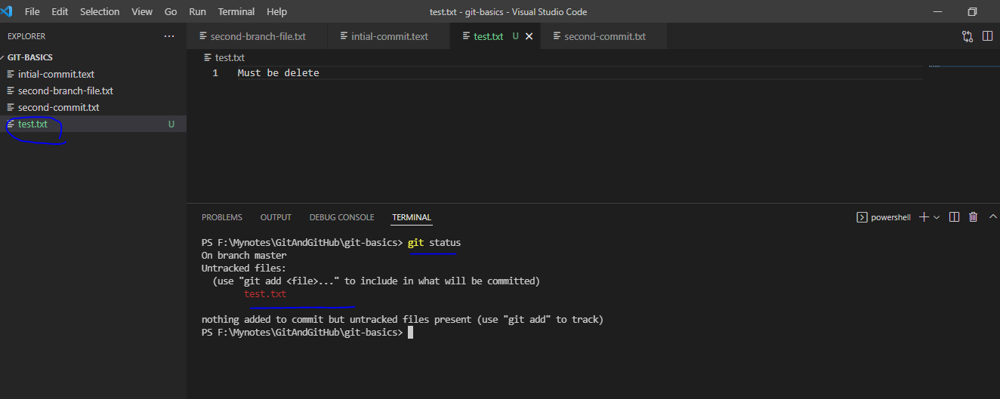 File Edit Selection View Go Run Terminal Help test.txt - git-basics - Visual Studio Code
EXPLORER
second-branch-file.txt intial-commit.text test.txt U second-commit.txt
GIT-BASICS
intial-commit.text
second-branch-file.txt
second-commit.txt
test.txt U
test.txt
1 Must be delete
PROBLEMS OUTPUT DEBUG CONSOLE TERMINAL powershell
PS F:\Mynotes\GitAndGitHub\git-basics> git status
On branch master
Untracked files:
(use "git add <file>..." to include in what will be committed)
test.txt
nothing added to commit but untracked files present (use "git add" to track)
PS F:\Mynotes\GitAndGitHub\git-basics>